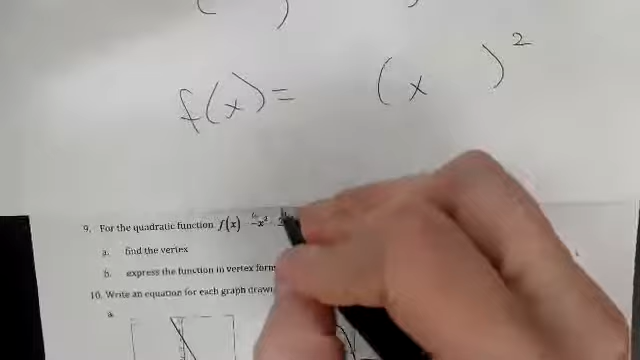 f(x) = (x )²
9. For the quadratic function f(x)
a. find the vertex
b. express the function in vertex form
10. Write an equation for each graph
a.